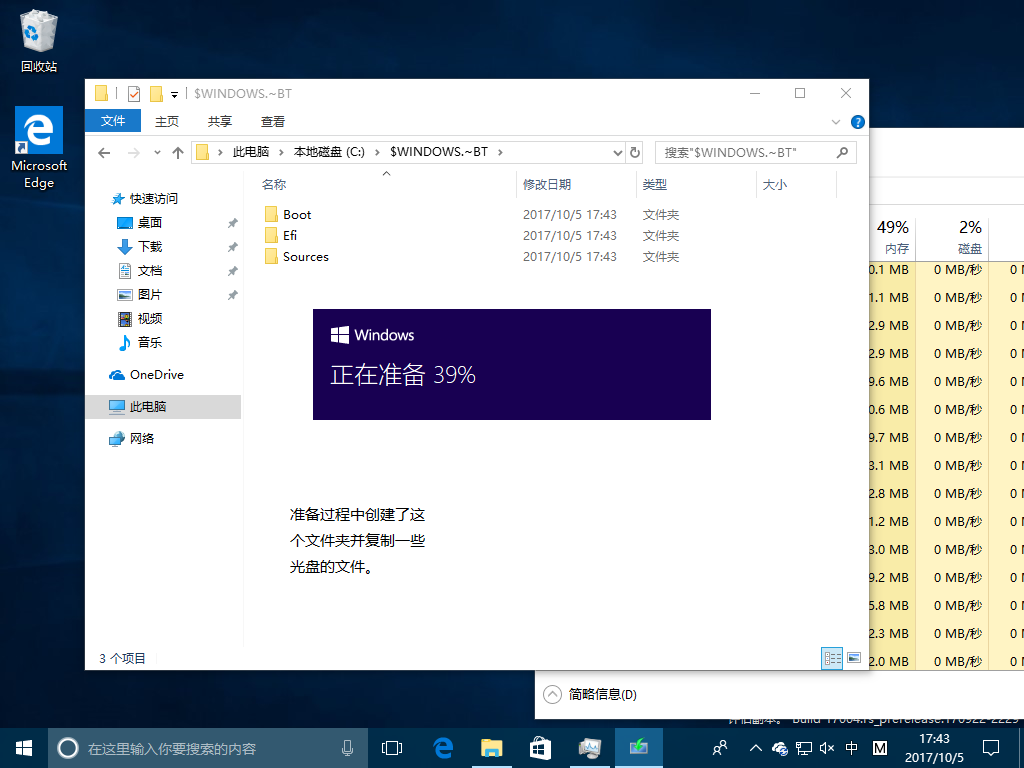 回收站
Microsoft
Edge
$WINDOWS.~BT
文件 主页 共享 查看
此电脑 本地磁盘 (C:) $WINDOWS.~BT
搜索"$WINDOWS.~BT"
名称 修改日期 类型 大小
快速访问
桌面
下载
文档
图片
视频
音乐
OneDrive
此电脑
网络
Boot 2017/10/5 17:43 文件夹
Efi 2017/10/5 17:43 文件夹
Sources 2017/10/5 17:43 文件夹
Windows
正在准备 39%
准备过程中创建了这
个文件夹并复制一些
光盘的文件。
3 个项目
49% 2%
内存 磁盘
0.1 MB 0 MB/秒 0
1.1 MB 0 MB/秒 0
2.9 MB 0 MB/秒 0
2.9 MB 0 MB/秒 0
9.6 MB 0 MB/秒 0
0.6 MB 0 MB/秒 0
9.7 MB 0 MB/秒 0
3.1 MB 0 MB/秒 0
2.8 MB 0 MB/秒 0
1.2 MB 0 MB/秒 0
3.0 MB 0 MB/秒 0
9.2 MB 0 MB/秒 0
5.8 MB 0 MB/秒 0
2.3 MB 0 MB/秒 0
2.0 MB 0 MB/秒 0
简略信息(D)
评估副本。 Build 17004.rs_prerelease.170922-2229
在这里输入你要搜索的内容
中 M
17:43
2017/10/5